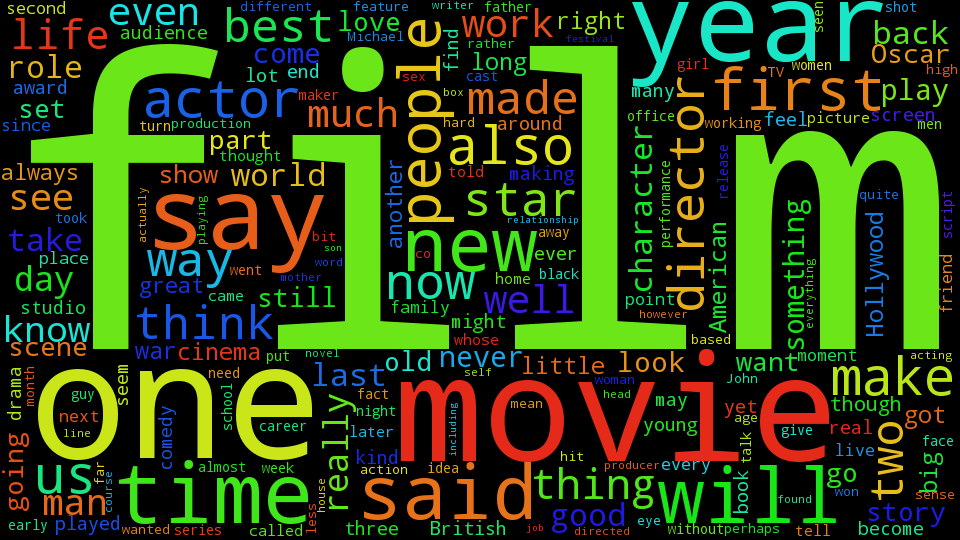 second
even
different
feature
writer
father
year
seen
shot
life
audience
best
love
Michael
rather
people
find
work
right
back
role
come
long
festival
girl
TV
women
Oscar
award
lot
end
sex
cast
many
first
high
set
actor
maker
much
box
made
director
play
since
turn
production
hard
around
office
working
feel
picture
screen
men
film
part
thought
also
character
always
show
world
another
told
making
performance
release
see
say
actually
playing
star
American
something
quite
script
took
relationship
take
way
bit
son
new
away
Hollywood
place
went
word
co
ever
everything
friend
day
great
mother
now
home
black
came
still
family
well
point
studio
however
know
think
might
based
scene
war
cinema
put
novel
old
never
whose
little
look
want
moment
acting
drama
month
one
seem
need
last
self
movie
woman
John
make
guy
school
fact
mean
head
may
yet
age
though
got
next
comedy
career
really
night
including
young
give
real
line
later
talk
face
going
us
far
course
almost
week
kind
action
idea
hit
producer
every
book
go
live
two
big
man
time
house
less
said
thing
will
found
won
sense
early
played
wanted
series
called
three
British
job
good
directed
eye
without
perhaps
tell
story
become